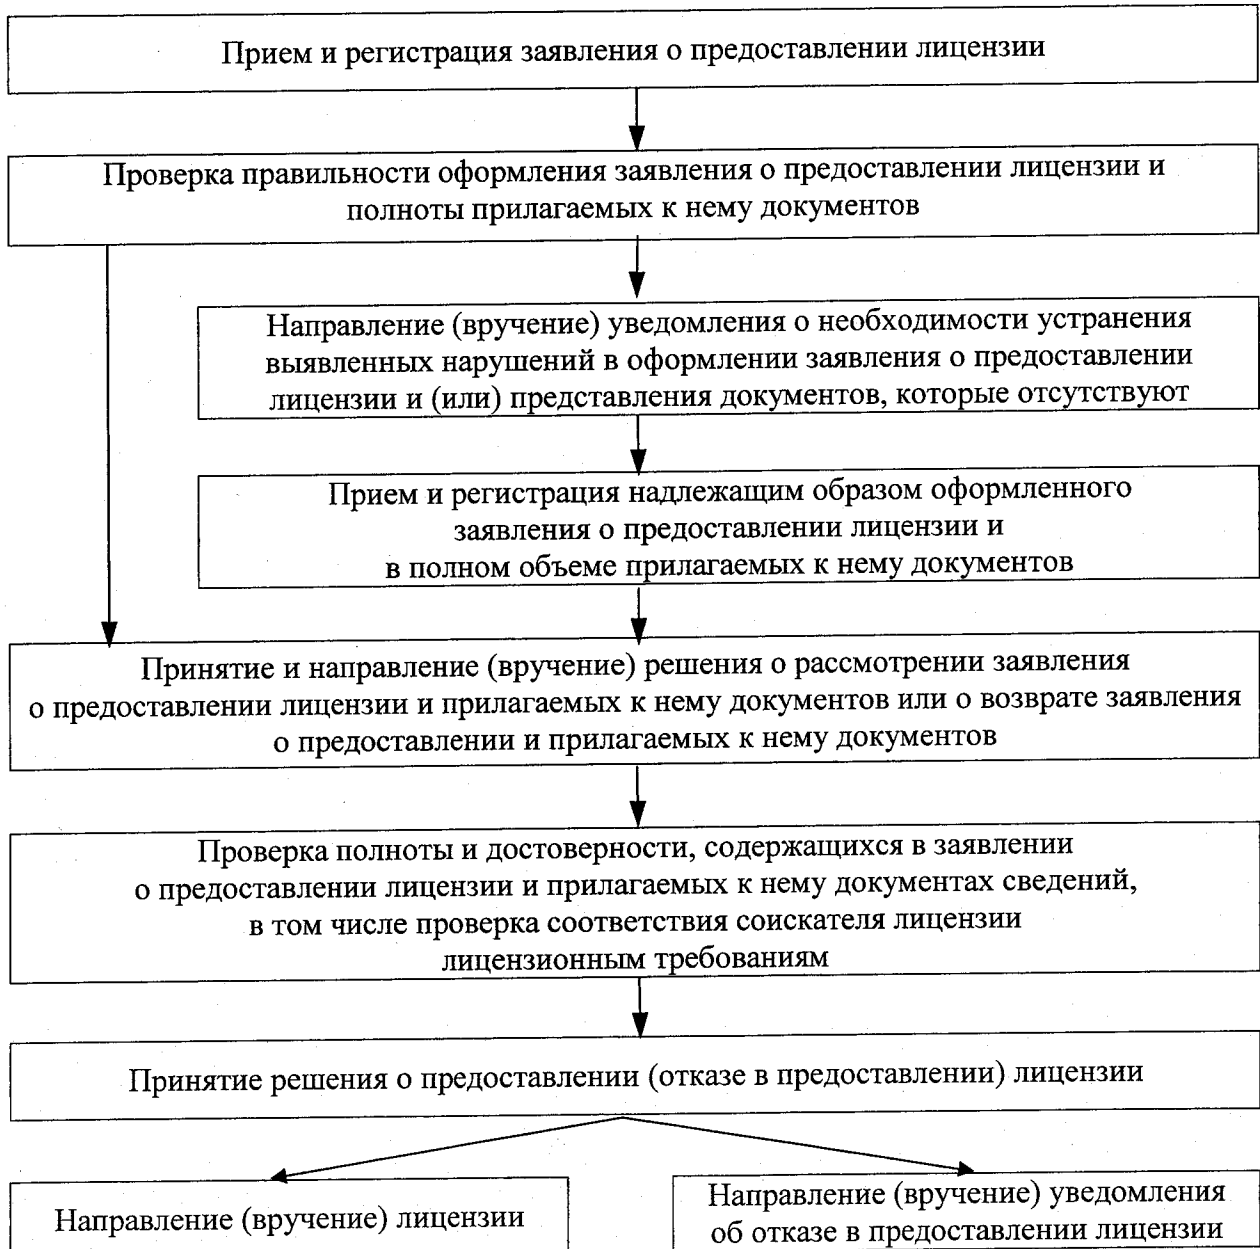 Прием и регистрация заявления о предоставлении лицензии
Проверка правильности оформления заявления о предоставлении лицензии и
полноты прилагаемых к нему документов
Направление (вручение) уведомления о необходимости устранения
выявленных нарушений в оформлении заявления о предоставлении
лицензии и (или) представления документов, которые отсутствуют
Прием и регистрация надлежащим образом оформленного
заявления о предоставлении лицензии и
в полном объеме прилагаемых к нему документов
Принятие и направление (вручение) решения о рассмотрении заявления
о предоставлении лицензии и прилагаемых к нему документов или о возврате заявления
о предоставлении и прилагаемых к нему документов
Проверка полноты и достоверности, содержащихся в заявлении
о предоставлении лицензии и прилагаемых к нему документах сведений,
в том числе проверка соответствия соискателя лицензии
лицензионным требованиям
Принятие решения о предоставлении (отказе в предоставлении) лицензии
Направление (вручение) лицензии
Направление (вручение) уведомления
об отказе в предоставлении лицензии